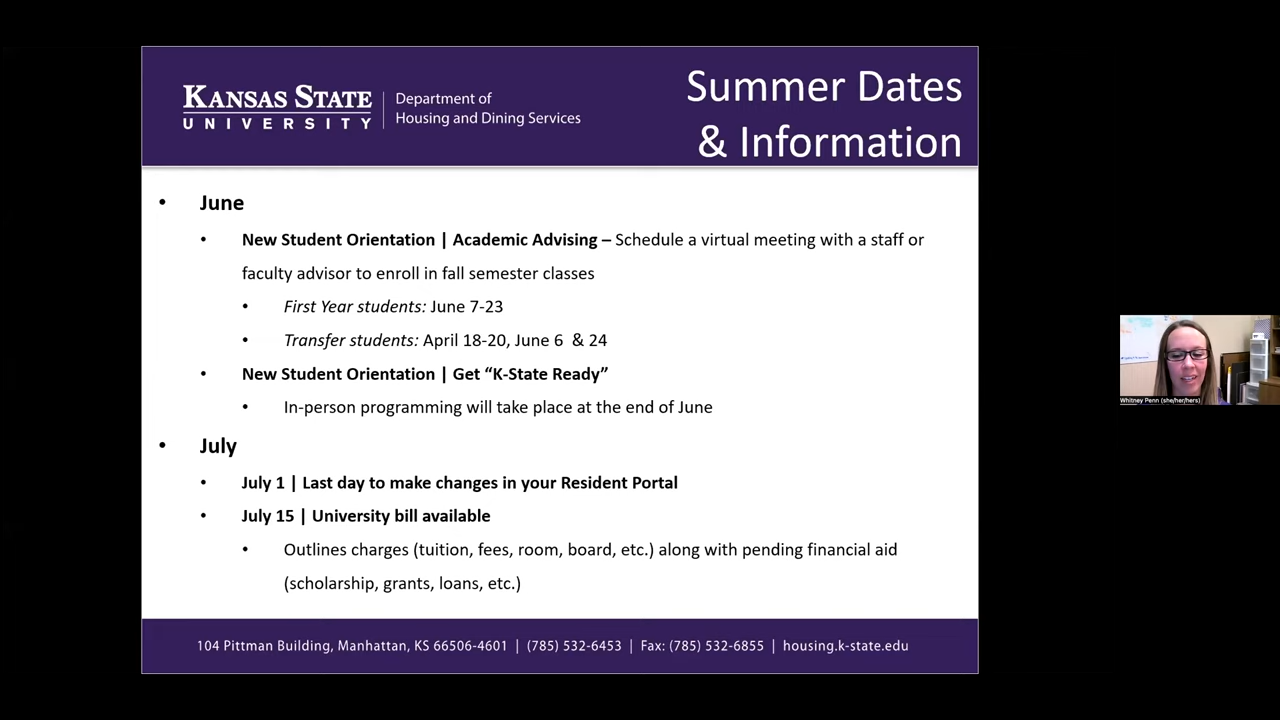 KANSAS STATE
UNIVERSITY
Department of
Housing and Dining Services
Summer Dates
& Information
• June
• New Student Orientation | Academic Advising – Schedule a virtual meeting with a staff or
faculty advisor to enroll in fall semester classes
• First Year students: June 7-23
• Transfer students: April 18-20, June 6 & 24
• New Student Orientation | Get “K-State Ready”
• In-person programming will take place at the end of June
• July
• July 1 | Last day to make changes in your Resident Portal
• July 15 | University bill available
• Outlines charges (tuition, fees, room, board, etc.) along with pending financial aid
(scholarship, grants, loans, etc.)
104 Pittman Building, Manhattan, KS 66506-4601 | (785) 532-6453 | Fax: (785) 532-6855 | housing.k-state.edu
Whitney Penn (she/her/hers)